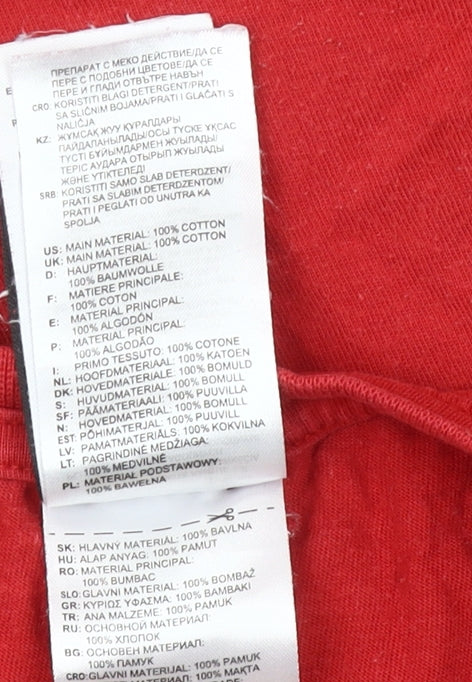 ПРЕПАРАТ С МЕКО ДЕЙСТВИЕ/ДА СЕ
ПЕРЕ С ПОДОБНИ ЦВЕТОВЕ/ДА СЕ
ПЕРЕ И ГЛАДИ ОТВЪТРЕ НАВЪН
CRO: KORISTITI BLAGI DETERGENT/PRATI
SA SLIČNIM BOJAMA/PRATI I GLAČATI S
NALIČJA
KZ: ЖҰМСАҚ ЖУУ ҚҰРАЛДАРЫ
ПАЙДАЛАНЫЛАДЫ/ОСЫ ТҮСКЕ ҰҚСАС
ТҮСТІ БҰЙЫМДАРМЕН ЖУЫЛАДЫ/
ТЕРІС АУДАРА ОТЫРЫП ЖУЫЛАДЫ
ЖӘНЕ ҮТІКТЕЛЕДІ
SRB: KORISTITI SAMO SLAB DETERDZENT/
PRATI SA SLABIM DETERDZENTOM/
PRATI I PEGLATI OD UNUTRA KA
SPOLJA
US: MAIN MATERIAL: 100% COTTON
UK: MAIN MATERIAL: 100% COTTON
D: HAUPTMATERIAL:
100% BAUMWOLLE
F: MATIERE PRINCIPALE:
100% COTON
E: MATERIAL PRINCIPAL:
100% ALGODÓN
P: MATERIAL PRINCIPAL:
100% ALGODÃO
I: PRIMO TESSUTO: 100% COTONE
NL: HOOFDMATERIAAL: 100% KATOEN
DK: HOVEDMATERIALE: 100% BOMULD
S: HUVUDMATERIAL: 100% BOMULL
SF: PÄÄMATERIAALI: 100% PUUVILLA
N: HOVEDMATERIAL: 100% BOMULL
EST: PÕHIMATERJAL: 100% PUUVILL
LV: PAMATMATERIĀLS: 100% KOKVILNA
LT: PAGRINDINĖ MEDŽIAGA:
100% MEDVILNĖ
PL: MATERIAŁ PODSTAWOWY:
100% BAWEŁNA
SK: HLAVNÝ MATERIÁL: 100% BAVLNA
HU: ALAP ANYAG: 100% PAMUT
RO: MATERIAL PRINCIPAL:
100% BUMBAC
SLO: GLAVNI MATERIAL: 100% BOMBAŽ
GR: ΚΥΡΙΟΣ ΥΦΑΣΜΑ: 100% ΒΑΜΒΑΚΙ
TR: ANA MALZEME: 100% PAMUK
RU: ОСНОВНОЙ МАТЕРИАЛ:
100% ХЛОПОК
BG: ОСНОВЕН МАТЕРИАЛ:
100% ПАМУК
CRO: GLAVNI MATERIJAL: 100% PAMUK
100% МАҚТА